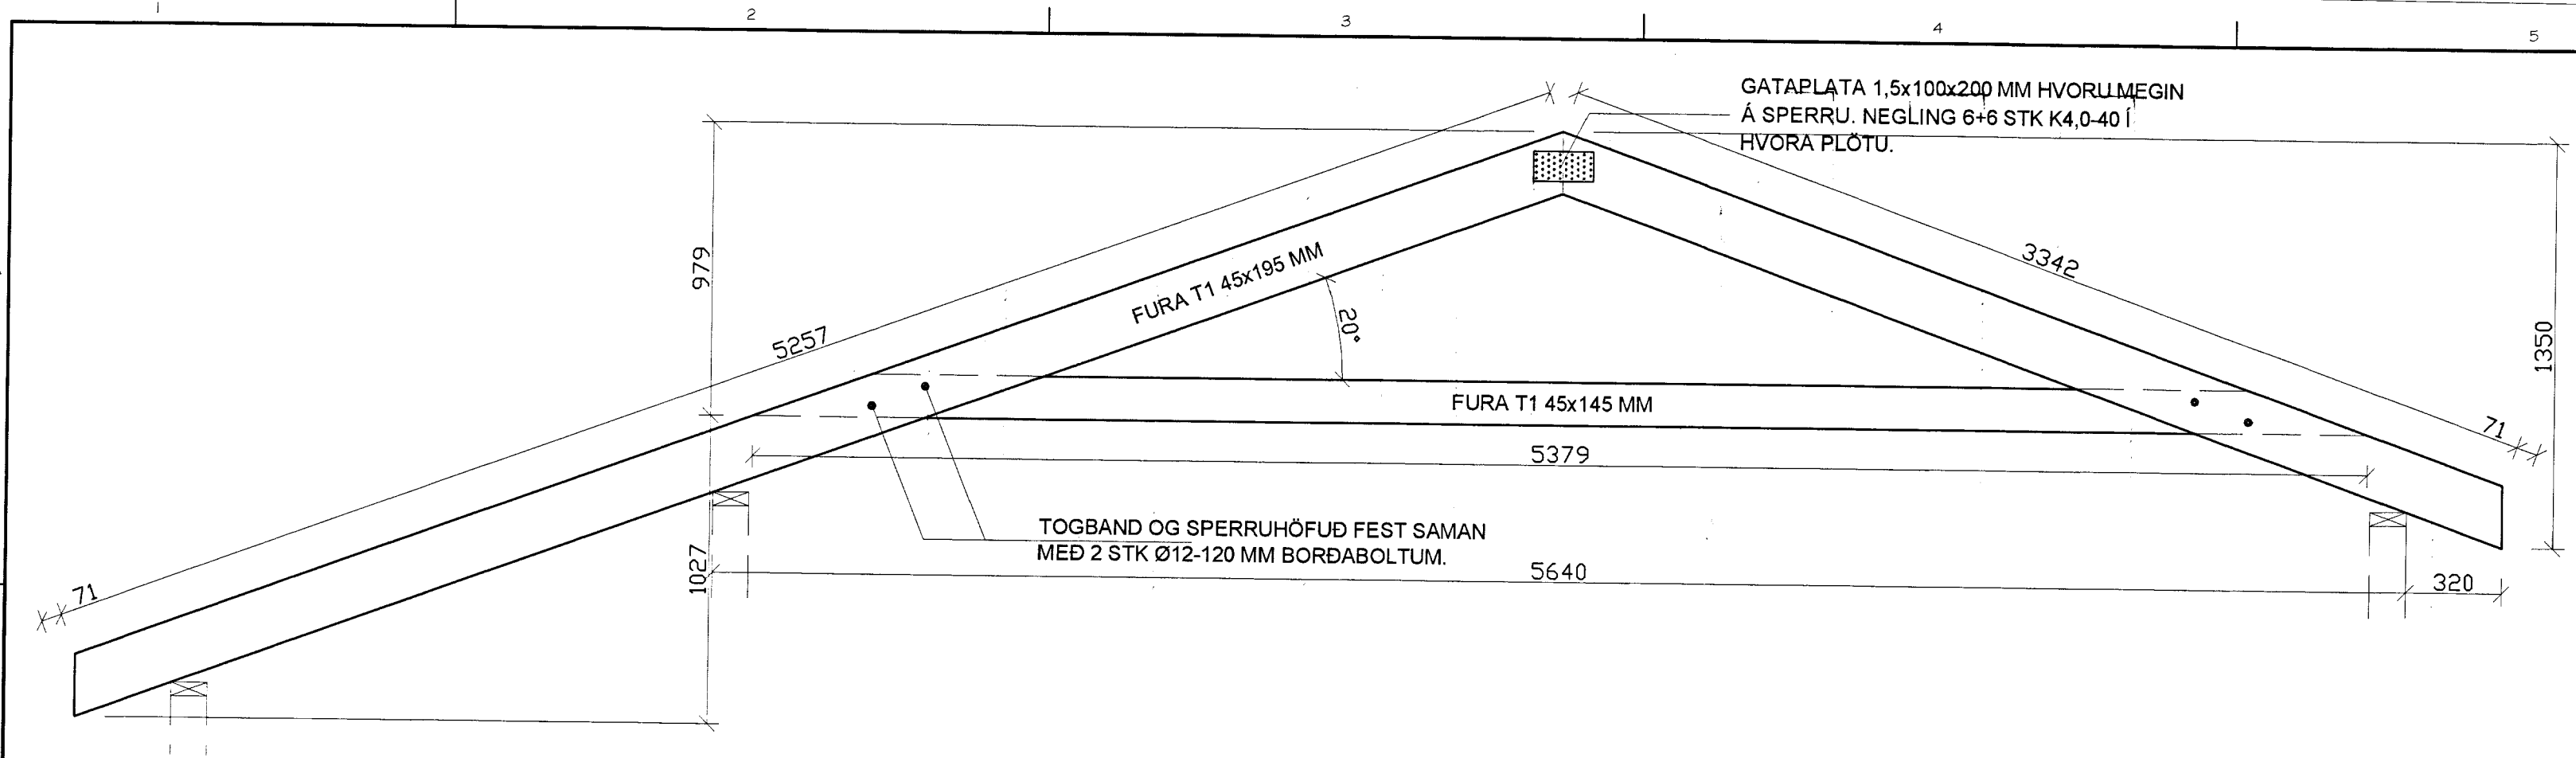 1
2
3
4
5
GATAPLATA 1,5x100x200 MM HVORU MEGIN
Á SPERRU. NEGLING 6+6 STK K4,0-40 Í
HVORA PLÖTU.
979
5257
FURA T1 45x195 MM
20°
3342
1350
71
FURA T1 45x145 MM
5379
TOGBAND OG SPERRUHÖFUÐ FEST SAMAN
MEÐ 2 STK Ø12-120 MM BORÐABOLTUM.
1027
5640
320
71